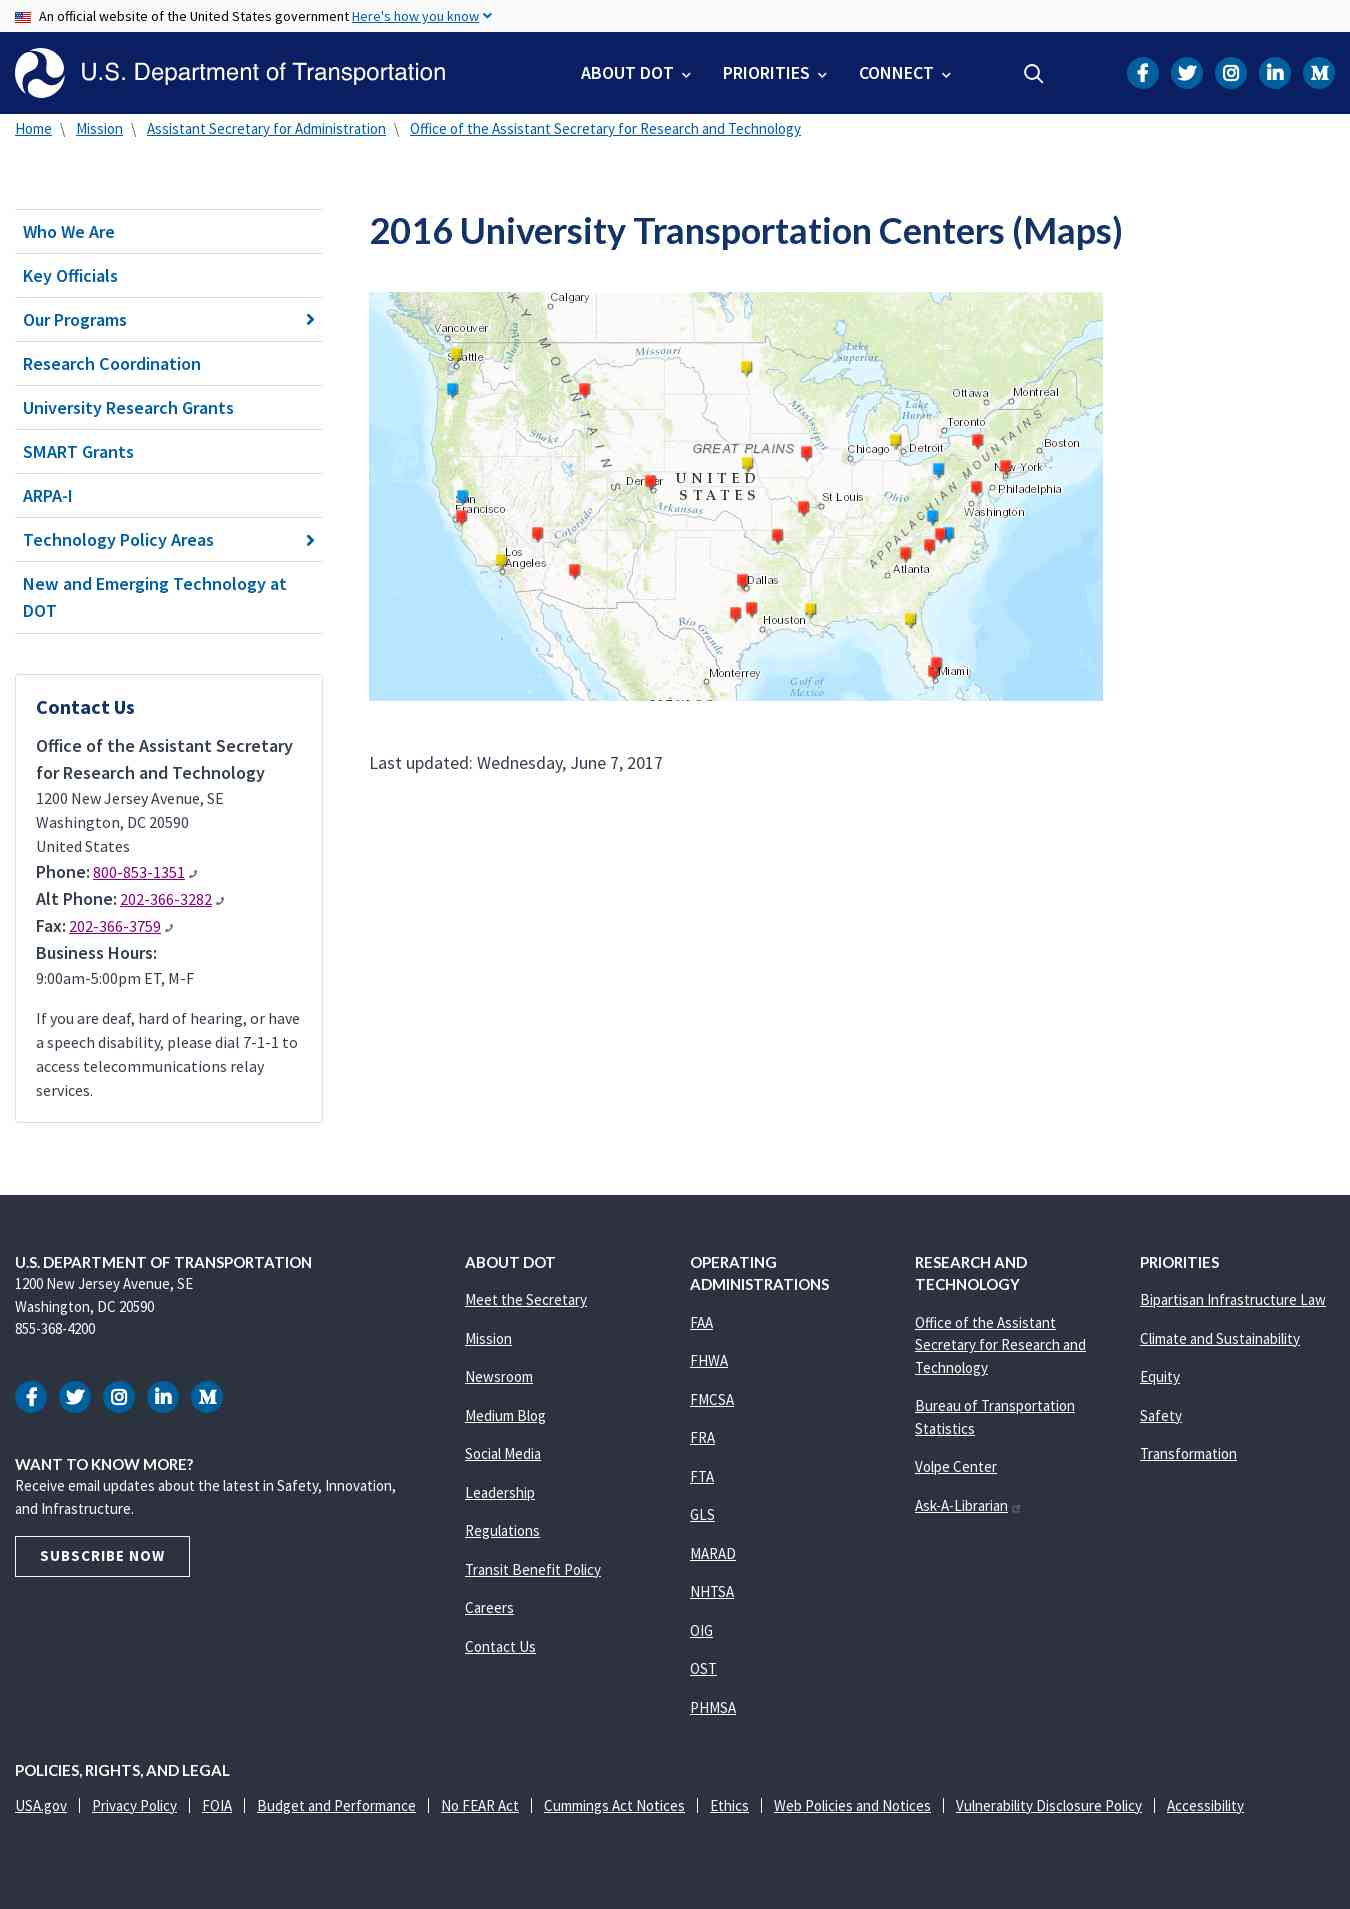 An official website of the United States government Here's how you know
U.S. Department of Transportation
ABOUT DOT
PRIORITIES
CONNECT
Home \ Mission \ Assistant Secretary for Administration \ Office of the Assistant Secretary for Research and Technology
Who We Are
Key Officials
Our Programs
Research Coordination
University Research Grants
SMART Grants
ARPA-I
Technology Policy Areas
New and Emerging Technology at
DOT
Contact Us
Office of the Assistant Secretary
for Research and Technology
1200 New Jersey Avenue, SE
Washington, DC 20590
United States
Phone: 800-853-1351
Alt Phone: 202-366-3282
Fax: 202-366-3759
Business Hours:
9:00am-5:00pm ET, M-F
If you are deaf, hard of hearing, or have
a speech disability, please dial 7-1-1 to
access telecommunications relay
services.
2016 University Transportation Centers (Maps)
Calgary
Vancouver
Seattle
Columbia
Missouri
MOUNTAINS
Lake
Superior
Ottawa
Montreal
Mississippi
Lake
Huron
Toronto
Snake
GREAT PLAINS
Chicago
Detroit
Boston
New York
Denver
UNITED
STATES
Philadelphia
San
Francisco
St Louis
Ohio
Colorado
Arkansas
Washington
APPALACHIAN MOUNTAINS
Los
Angeles
Atlanta
Dallas
Rio
Grande
Houston
Monterrey
Gulf of
Mexico
Miami
Last updated: Wednesday, June 7, 2017
U.S. DEPARTMENT OF TRANSPORTATION
1200 New Jersey Avenue, SE
Washington, DC 20590
855-368-4200
WANT TO KNOW MORE?
Receive email updates about the latest in Safety, Innovation,
and Infrastructure.
SUBSCRIBE NOW
ABOUT DOT
Meet the Secretary
Mission
Newsroom
Medium Blog
Social Media
Leadership
Regulations
Transit Benefit Policy
Careers
Contact Us
OPERATING
ADMINISTRATIONS
FAA
FHWA
FMCSA
FRA
FTA
GLS
MARAD
NHTSA
OIG
OST
PHMSA
RESEARCH AND
TECHNOLOGY
Office of the Assistant
Secretary for Research and
Technology
Bureau of Transportation
Statistics
Volpe Center
Ask-A-Librarian
PRIORITIES
Bipartisan Infrastructure Law
Climate and Sustainability
Equity
Safety
Transformation
POLICIES, RIGHTS, AND LEGAL
USA.gov | Privacy Policy | FOIA | Budget and Performance | No FEAR Act | Cummings Act Notices | Ethics | Web Policies and Notices | Vulnerability Disclosure Policy | Accessibility